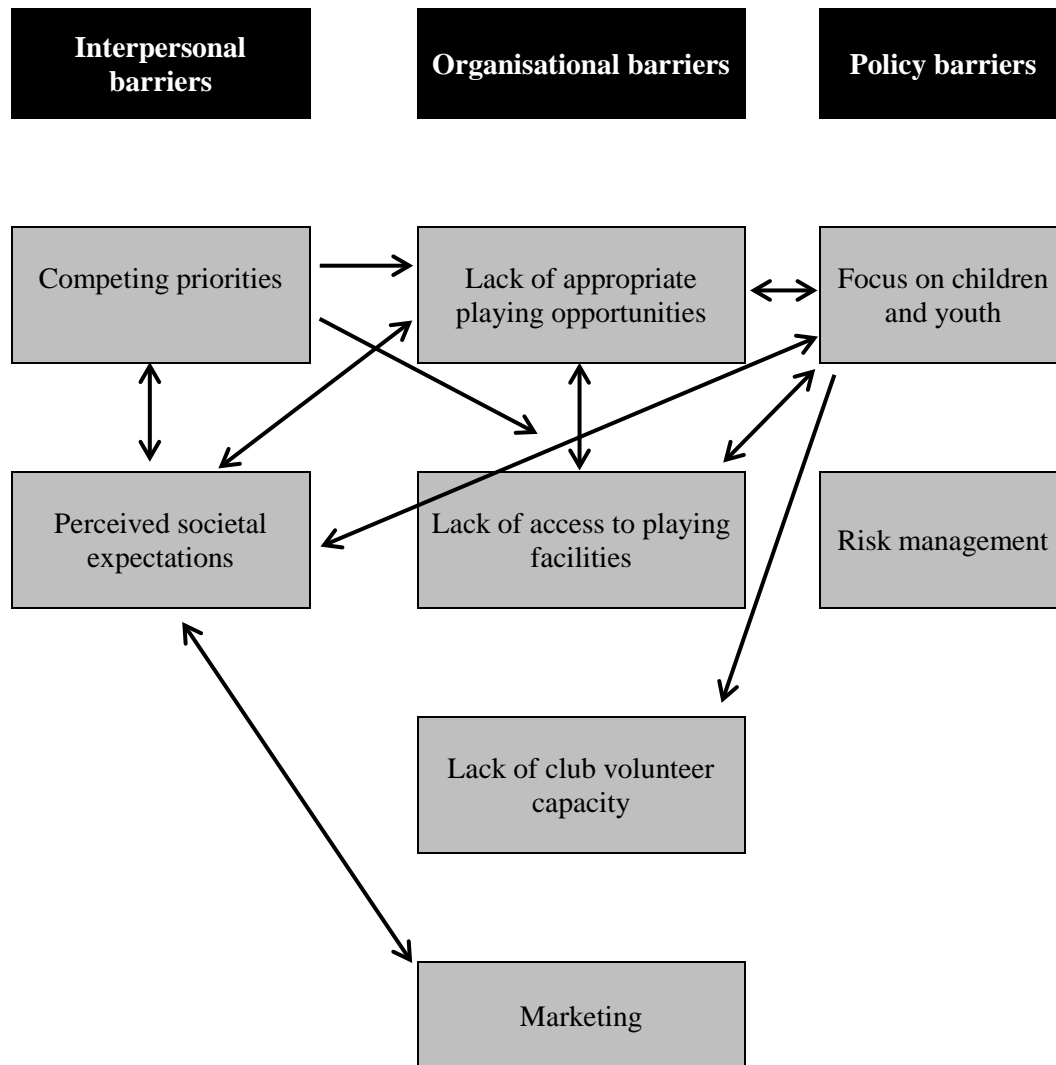 Interpersonal
barriers
Organisational barriers
Policy barriers
Competing priorities
Lack of appropriate
playing opportunities
Focus on children
and youth
Perceived societal
expectations
Lack of access to playing
facilities
Risk management
Lack of club volunteer
capacity
Marketing